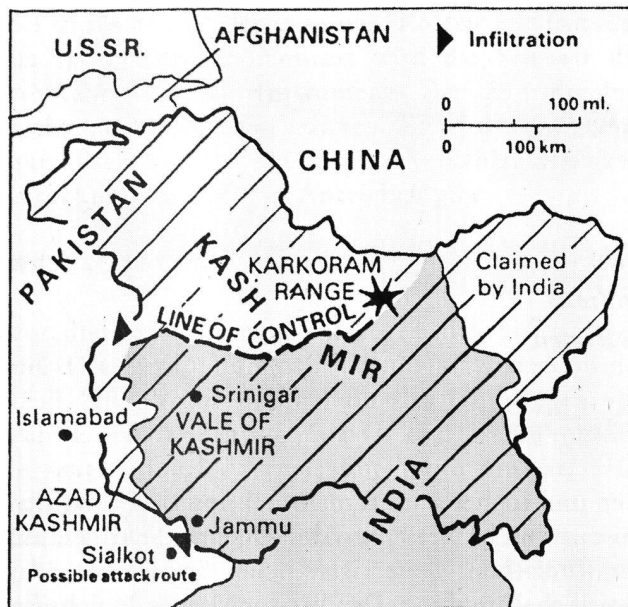 U.S.S.R.
AFGHANISTAN
Infiltration
0 100 ml.
0 100 km.
CHINA
PAKISTAN
KASH
MIR
KARKORAM
RANGE
Claimed
by India
LINE OF CONTROL
Srinigar
VALE OF
KASHMIR
Islamabad
AZAD
KASHMIR
INDIA
Jammu
Sialkot
Possible attack route